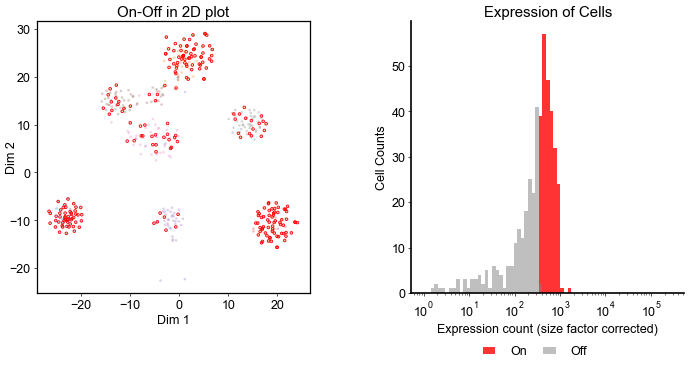 On-Off in 2D plot
30
20
10
0
−10
−20
Dim 2
−20
−10
0
10
20
Dim 1
Expression of Cells
50
40
30
20
10
0
Cell Counts
10⁰
10¹
10²
10³
10⁴
10⁵
Expression count (size factor corrected)
On
Off